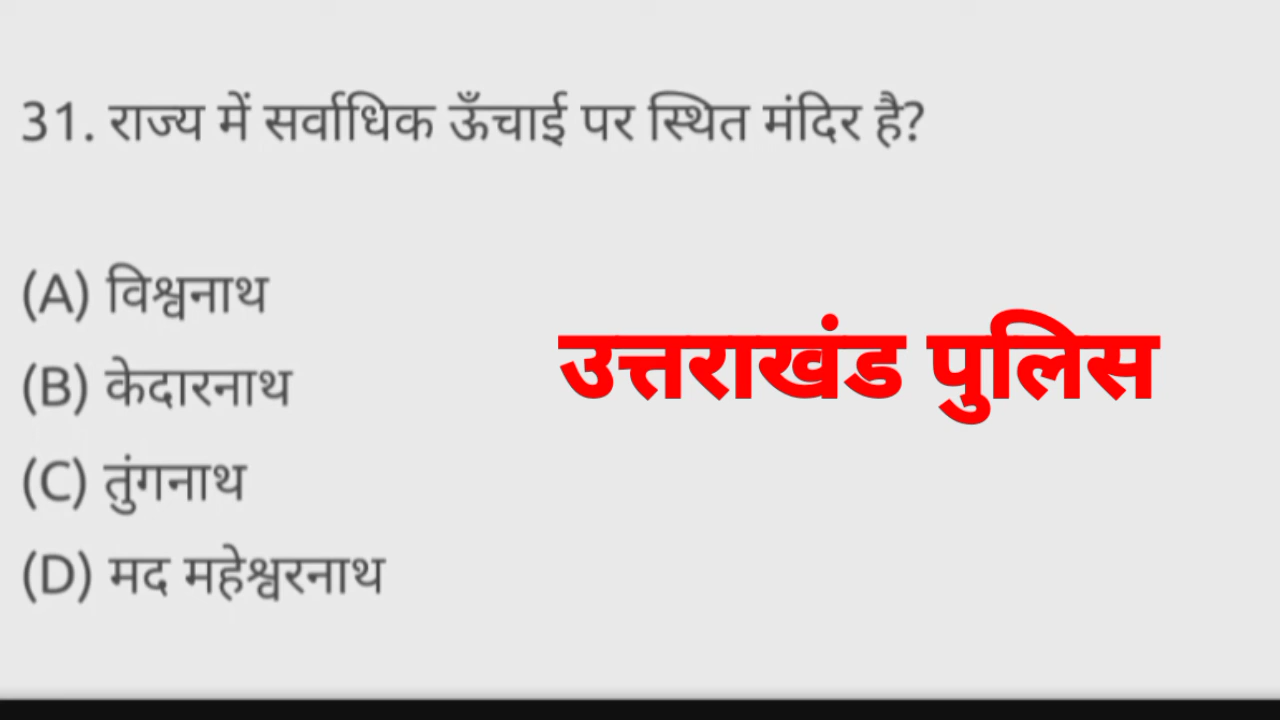 31. राज्य में सर्वाधिक ऊँचाई पर स्थित मंदिर है?
(A) विश्वनाथ
(B) केदारनाथ
उत्तराखंड पुलिस
(C) तुंगनाथ
(D) मद महेश्वरनाथ